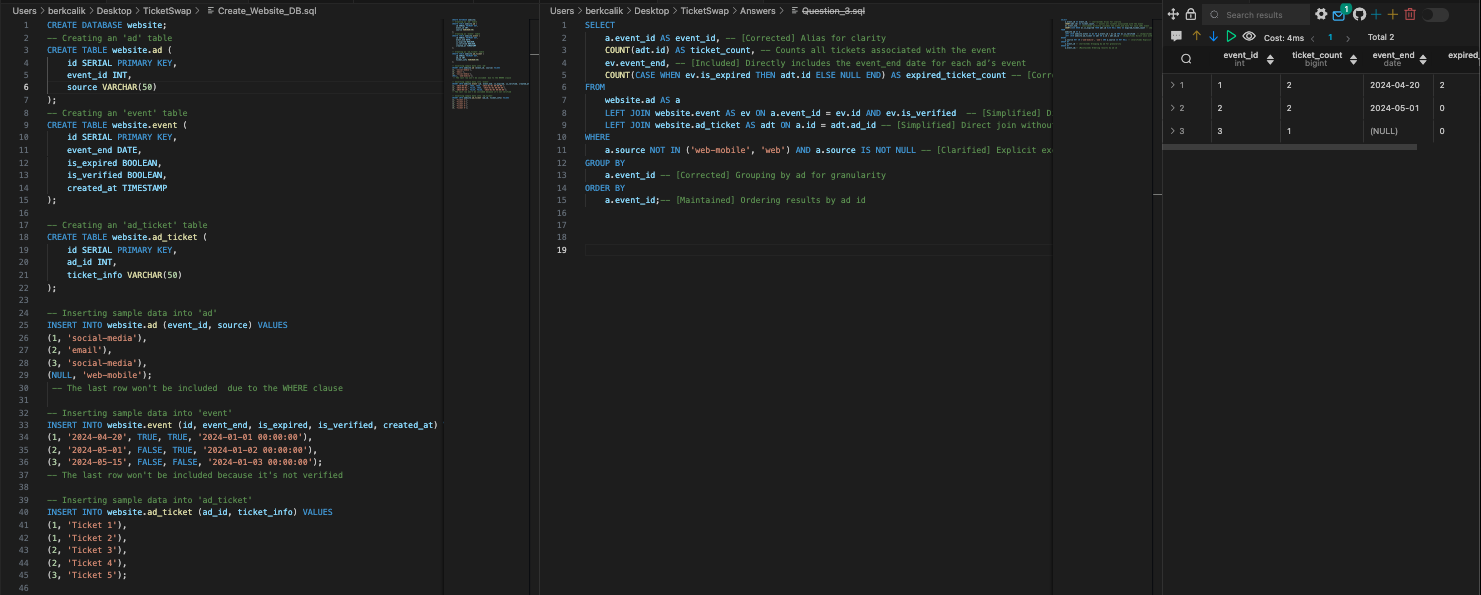 Users > berkcalik > Desktop > TicketSwap > Create_Website_DB.sql
1 CREATE DATABASE website;
2 -- Creating an 'ad' table
3 CREATE TABLE website.ad (
4 id SERIAL PRIMARY KEY,
5 event_id INT,
6 source VARCHAR(50)
7 );
8 -- Creating an 'event' table
9 CREATE TABLE website.event (
10 id SERIAL PRIMARY KEY,
11 event_end DATE,
12 is_expired BOOLEAN,
13 is_verified BOOLEAN,
14 created_at TIMESTAMP
15 );
16
17 -- Creating an 'ad_ticket' table
18 CREATE TABLE website.ad_ticket (
19 id SERIAL PRIMARY KEY,
20 ad_id INT,
21 ticket_info VARCHAR(50)
22 );
23
24 -- Inserting sample data into 'ad'
25 INSERT INTO website.ad (event_id, source) VALUES
26 (1, 'social-media'),
27 (2, 'email'),
28 (3, 'social-media'),
29 (NULL, 'web-mobile');
30 -- The last row won't be included  due to the WHERE clause
31
32 -- Inserting sample data into 'event'
33 INSERT INTO website.event (id, event_end, is_expired, is_verified, created_at)
34 (1, '2024-04-20', TRUE, TRUE, '2024-01-01 00:00:00'),
35 (2, '2024-05-01', FALSE, TRUE, '2024-01-02 00:00:00'),
36 (3, '2024-05-15', FALSE, FALSE, '2024-01-03 00:00:00');
37 -- The last row won't be included because it's not verified
38
39 -- Inserting sample data into 'ad_ticket'
40 INSERT INTO website.ad_ticket (ad_id, ticket_info) VALUES
41 (1, 'Ticket 1'),
42 (1, 'Ticket 2'),
43 (2, 'Ticket 3'),
44 (2, 'Ticket 4'),
45 (3, 'Ticket 5');
46
Users > berkcalik > Desktop > TicketSwap > Answers > Question_3.sql
1 SELECT
2 a.event_id AS event_id, -- [Corrected] Alias for clarity
3 COUNT(adt.id) AS ticket_count, -- Counts all tickets associated with the event
4 ev.event_end, -- [Included] Directly includes the event_end date for each ad's event
5 COUNT(CASE WHEN ev.is_expired THEN adt.id ELSE NULL END) AS expired_ticket_count -- [Corr
6 FROM
7 website.ad AS a
8 LEFT JOIN website.event AS ev ON a.event_id = ev.id AND ev.is_verified  -- [Simplified] D
9 LEFT JOIN website.ad_ticket AS adt ON a.id = adt.ad_id -- [Simplified] Direct join withou
10 WHERE
11 a.source NOT IN ('web-mobile', 'web') AND a.source IS NOT NULL -- [Clarified] Explicit ex
12 GROUP BY
13 a.event_id -- [Corrected] Grouping by ad for granularity
14 ORDER BY
15 a.event_id;-- [Maintained] Ordering results by ad id
16
17
18
19
Search results
1
Cost: 4ms < 1 > Total 2
event_id ticket_count event_end expired_
int bigint date
> 1 1 2 2024-04-20 2
> 2 2 2 2024-05-01 0
> 3 3 1 (NULL) 0